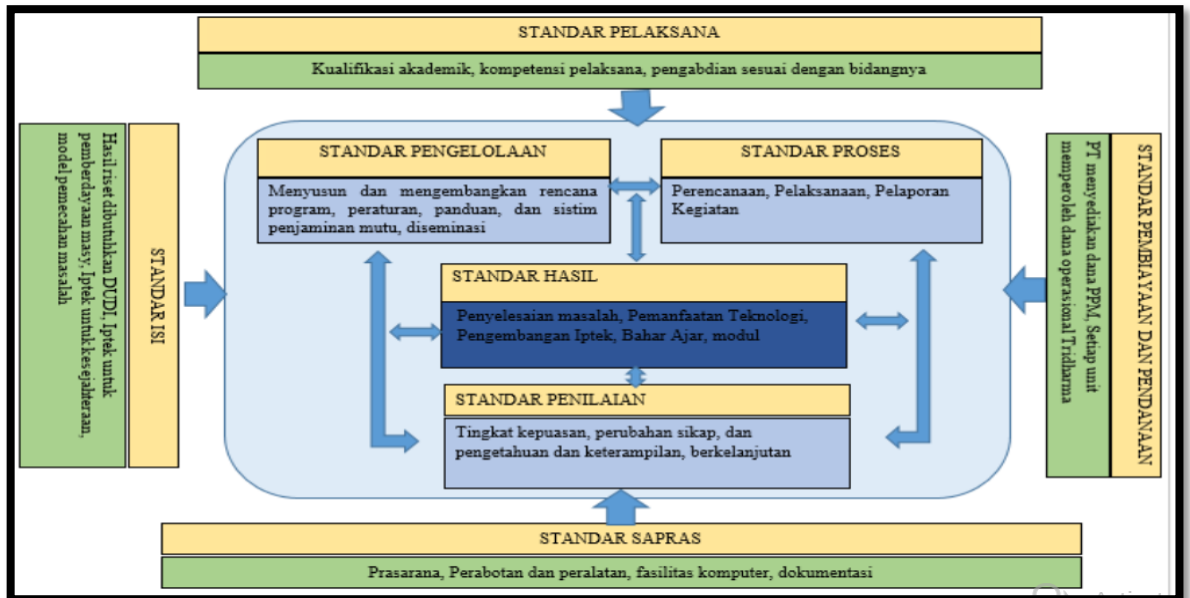 STANDAR PELAKSANA
Kualifikasi akademik, kompetensi pelaksana, pengabdian sesuai dengan bidangnya
Hasil riset dibutuhkan DUDI, Iptek untuk
pemberdayaan masy, Iptek untuk kesejahteraan,
model pemecahan masalah
STANDAR ISI
STANDAR PENGELOLAAN
Menyusun dan mengembangkan rencana
program, peraturan, panduan, dan sistim
penjaminan mutu, diseminasi
STANDAR PROSES
Perencanaan, Pelaksanaan, Pelaporan
Kegiatan
STANDAR HASIL
Penyelesaian masalah, Pemanfaatan Teknologi,
Pengembangan Iptek, Bahar Ajar, modul
STANDAR PENILAIAN
Tingkat kepuasan, perubahan sikap, dan
pengetahuan dan keterampilan, berkelanjutan
STANDAR PEMBIAYAAN DAN PENDANAAN
PT menyediakan dana PPM, Setiap unit
memperoleh dana operasional Tridharma
STANDAR SAPRAS
Prasarana, Perabotan dan peralatan, fasilitas komputer, dokumentasi